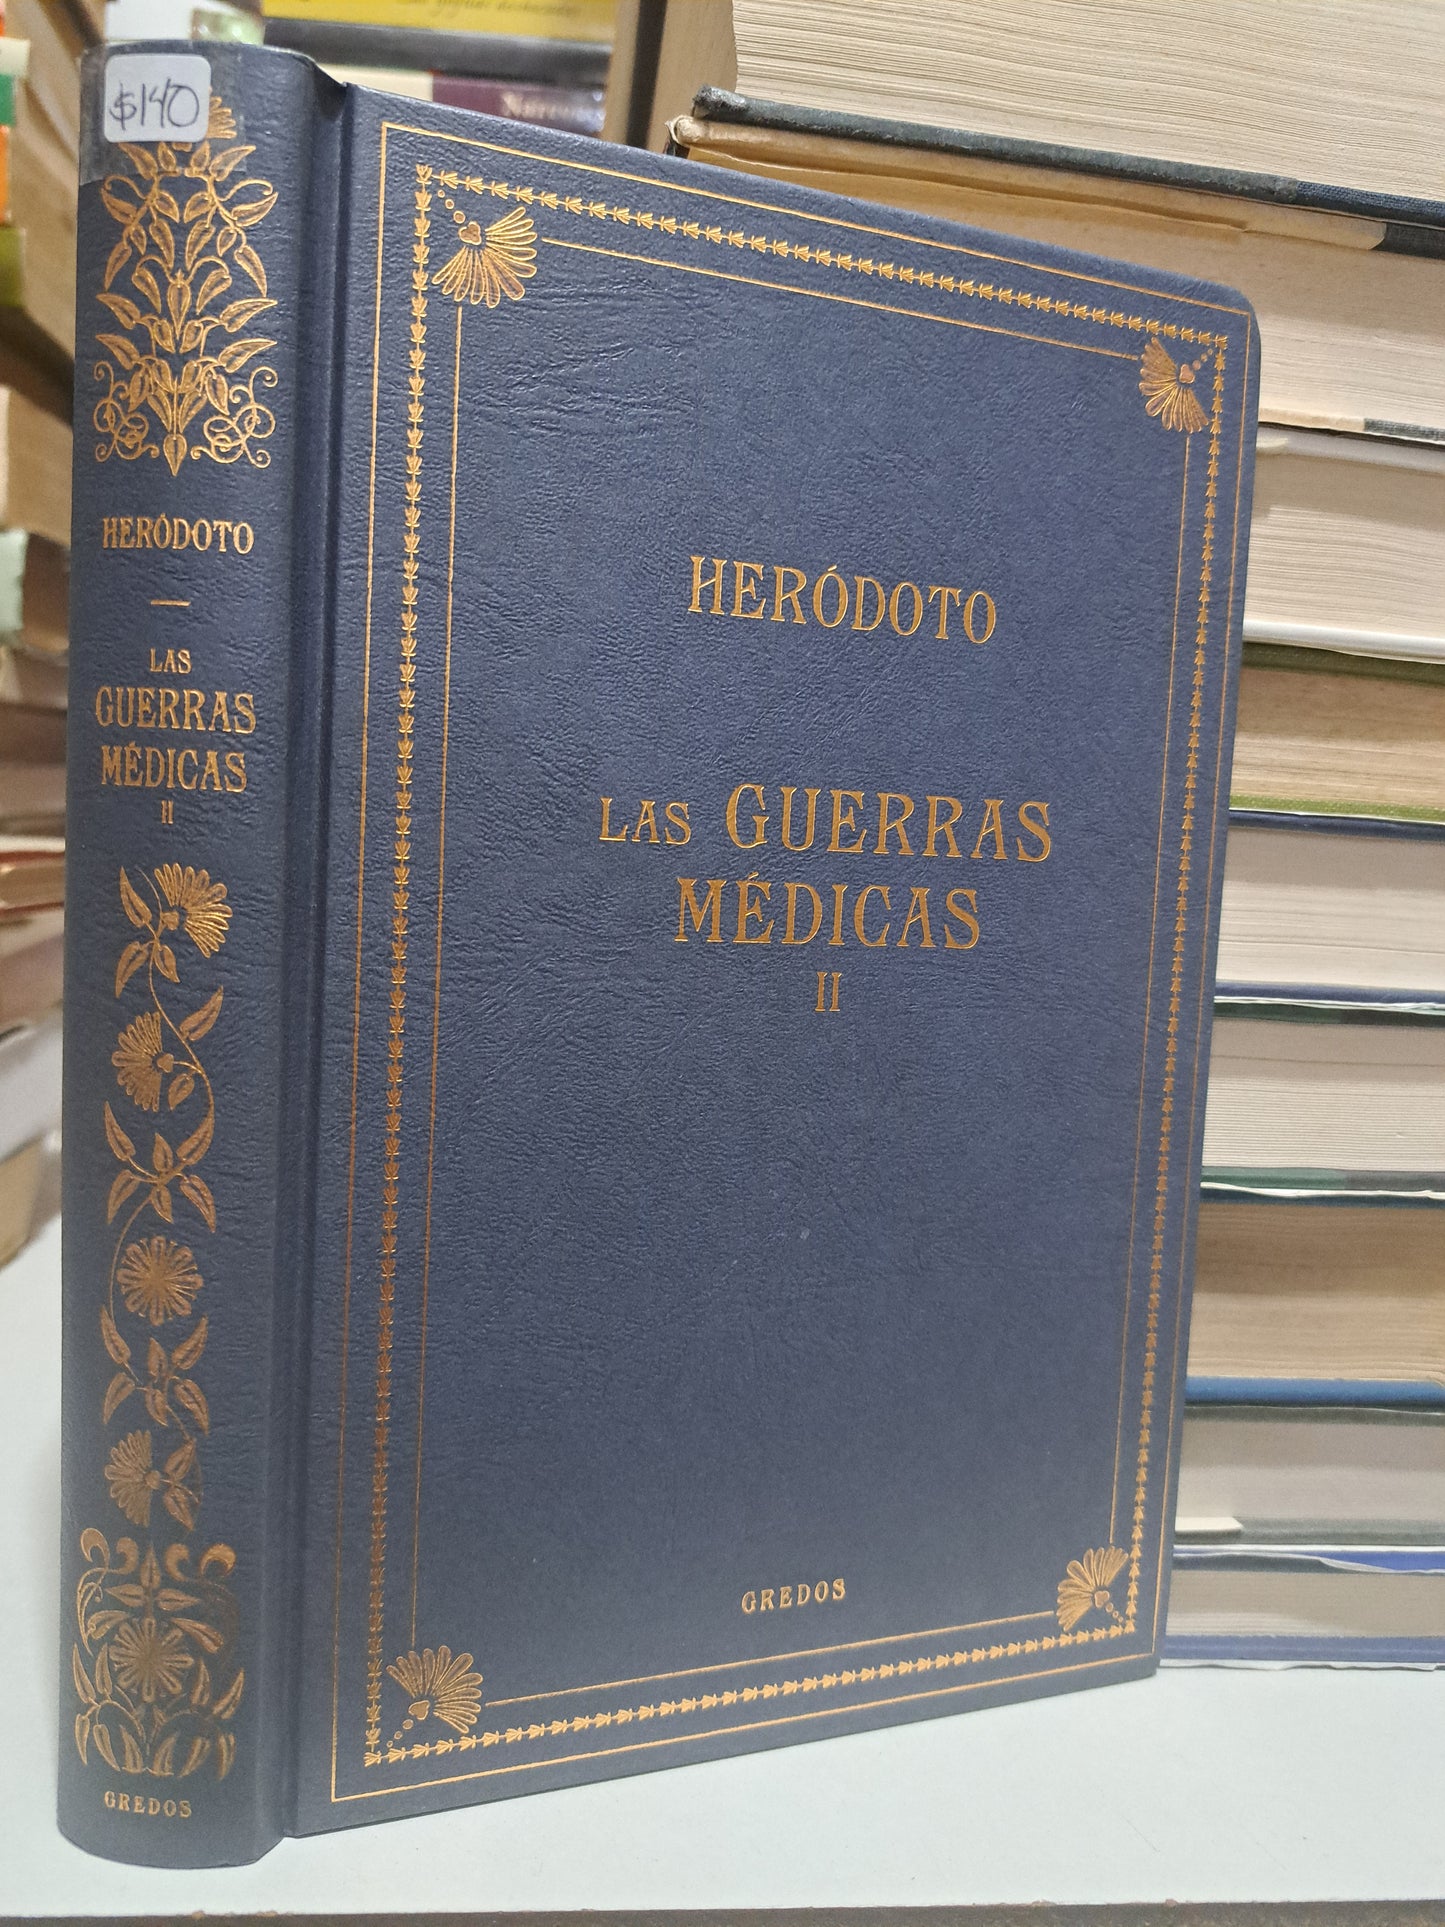 $140
HERÓDOTO
LAS
GUERRAS
MÉDICAS
II
GREDOS
HERÓDOTO
LAS GUERRAS
MÉDICAS
II
GREDOS